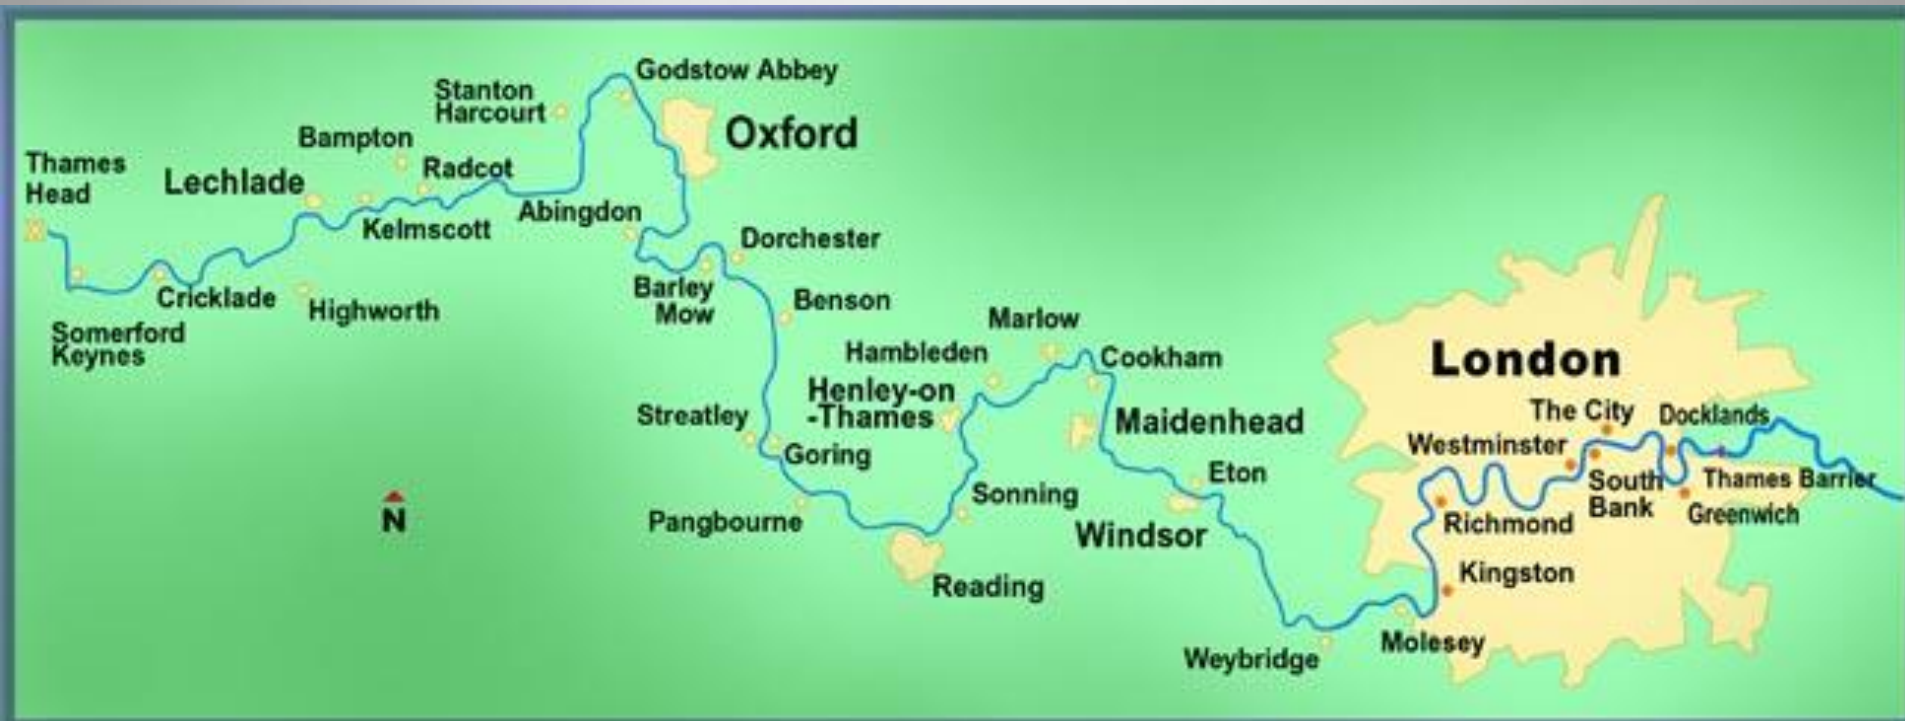 Godstow Abbey
Stanton
Harcourt
Oxford
Bampton
Thames
Head
Radcot
Lechlade
Abingdon
Kelmscott
Dorchester
Barley
Mow
Cricklade
Highworth
Benson
Somerford
Keynes
Marlow
Hambleden
Cookham
London
Henley-on
-Thames
Streatley
Maidenhead
The City
Docklands
Westminster
Goring
Eton
South
Bank
Thames Barrier
Sonning
Pangbourne
N
Richmond
Greenwich
Windsor
Reading
Kingston
Molesey
Weybridge